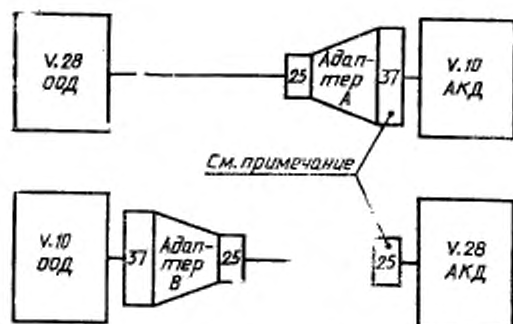 V.28
ООД
25
Адап-
тер
А
37
V.10
АКД
См. примечание
V.10
ООД
37
Адап-
тер
В
25
25
V.28
АКД